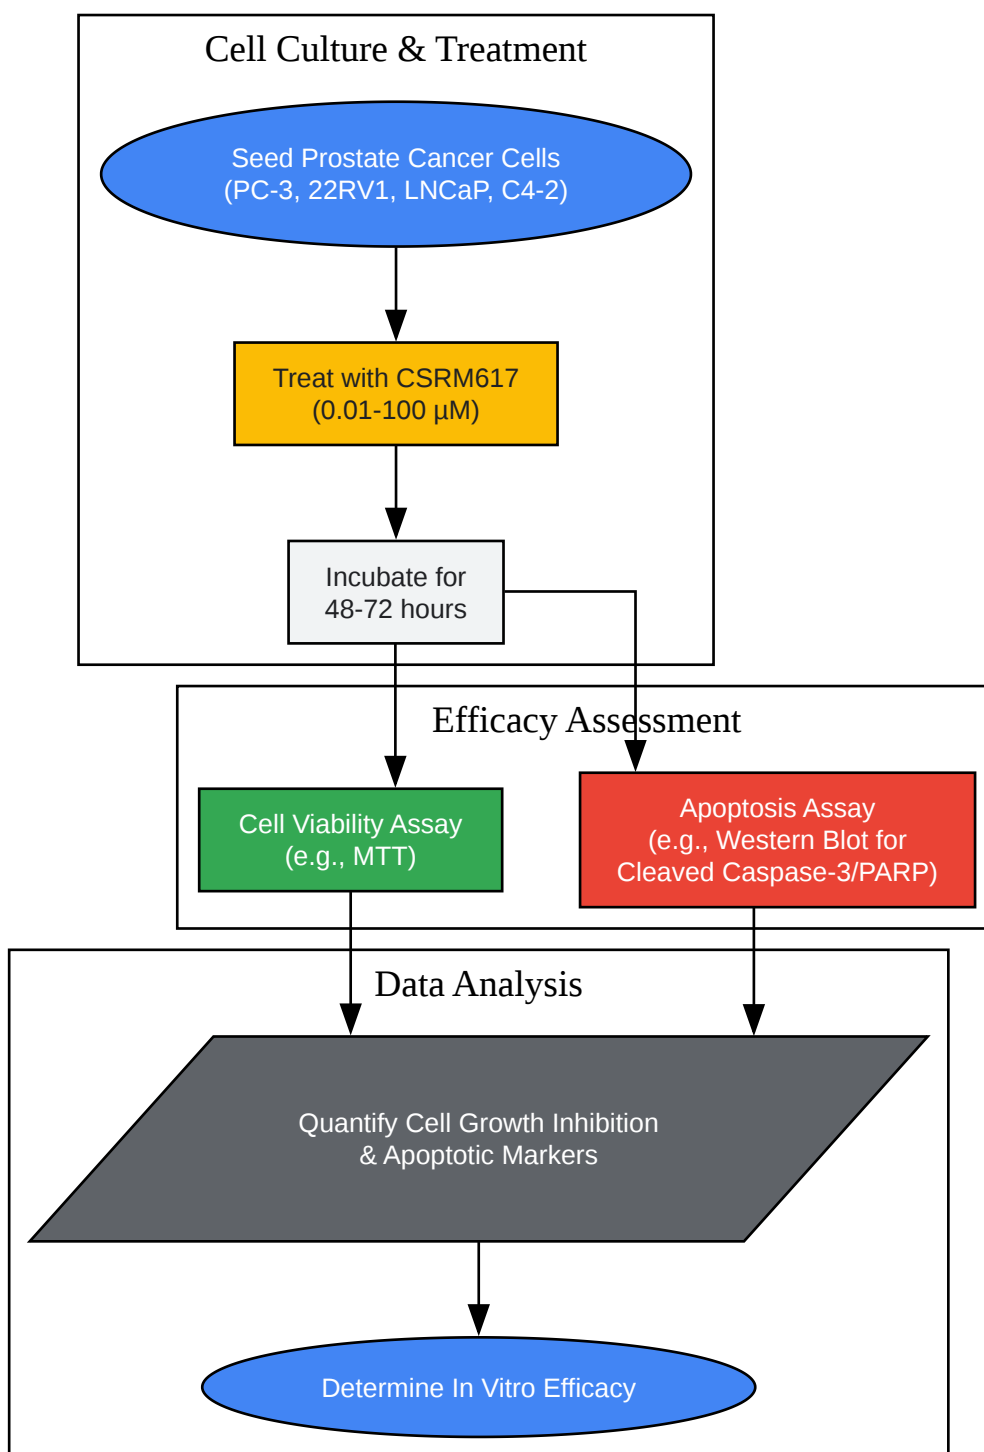 Cell Culture & Treatment
Seed Prostate Cancer Cells
(PC-3, 22RV1, LNCaP, C4-2)
Treat with CSRM617
(0.01-100 µM)
Incubate for
48-72 hours
Efficacy Assessment
Cell Viability Assay
(e.g., MTT)
Apoptosis Assay
(e.g., Western Blot for
Cleaved Caspase-3/PARP)
Data Analysis
Quantify Cell Growth Inhibition
& Apoptotic Markers
Determine In Vitro Efficacy